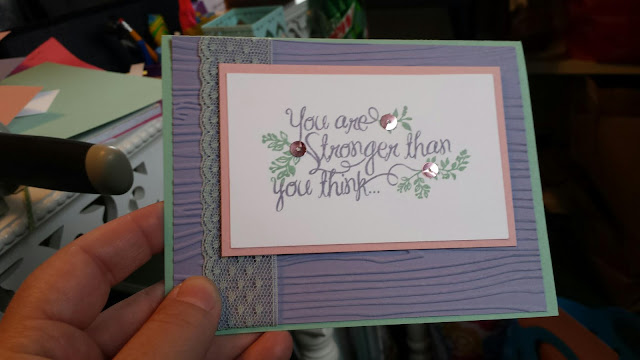 You are
Stronger than
you think...